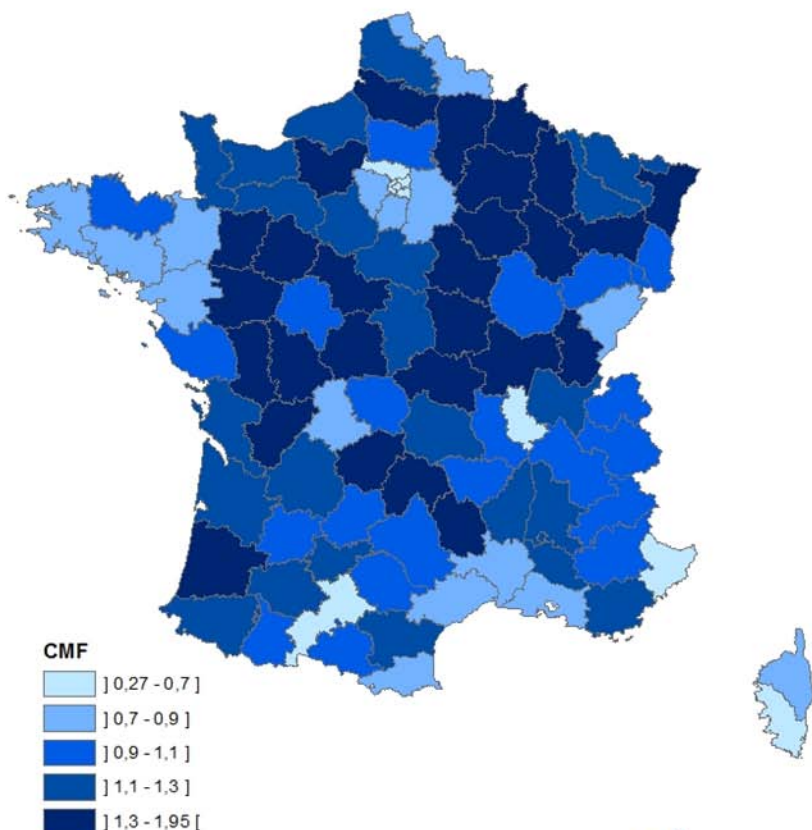 CMF
] 0,27 - 0,7 ]
] 0,7 - 0,9 ]
] 0,9 - 1,1 ]
] 1,1 - 1,3 ]
] 1,3 - 1,95 [